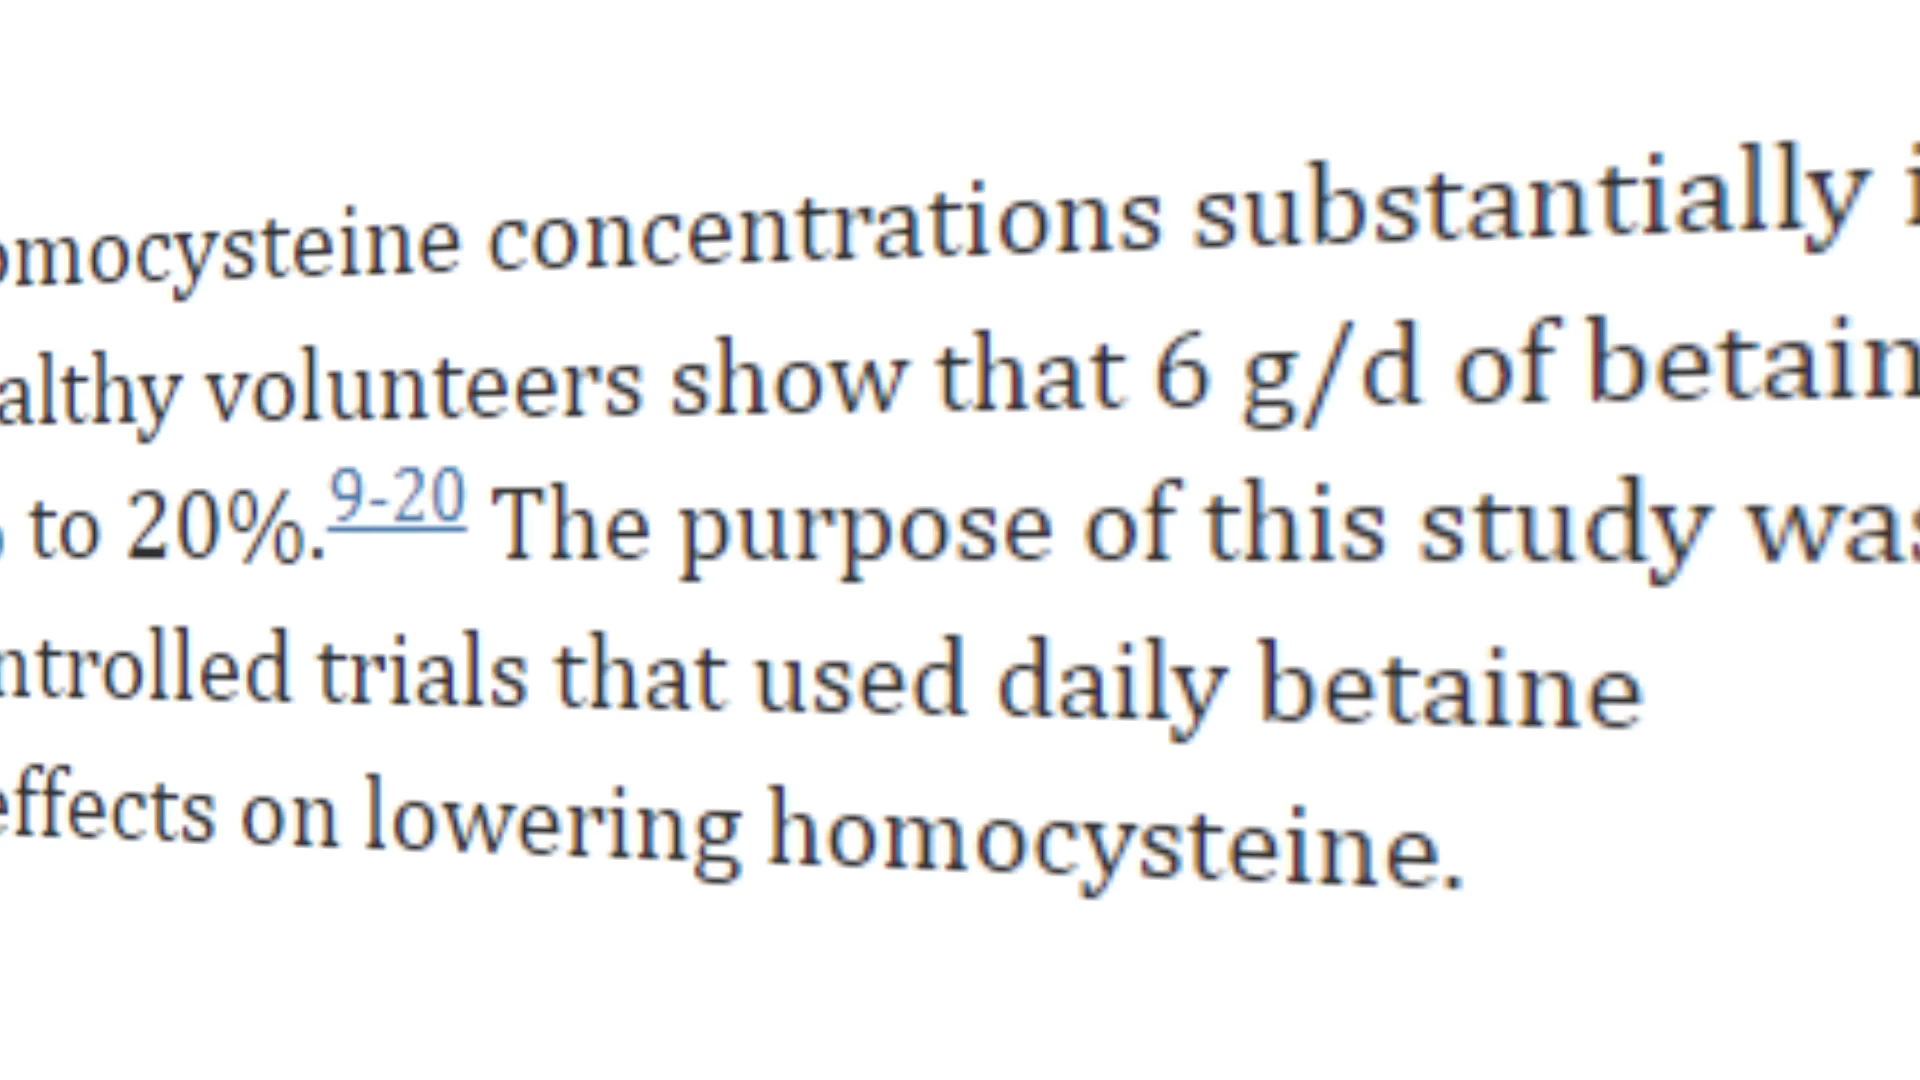 omocysteine concentrations substantially i
althy volunteers show that 6 g/d of betain
to 20%.9-20 The purpose of this study was
ntrolled trials that used daily betaine
effects on lowering homocysteine.